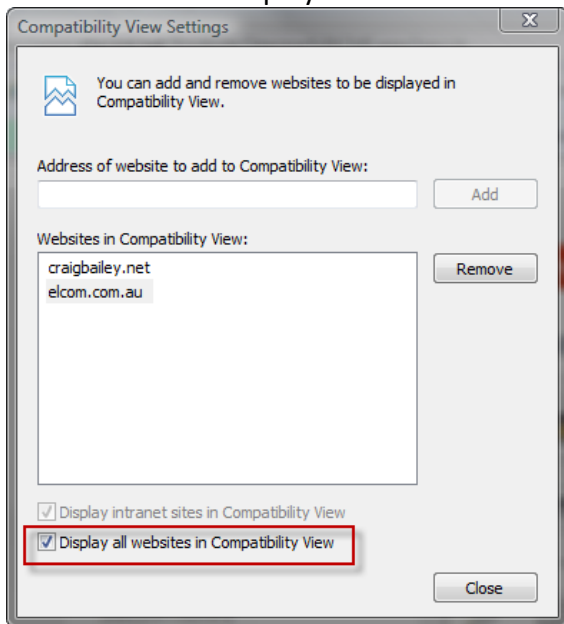 Compatibility View Settings
You can add and remove websites to be displayed in
Compatibility View.
Address of website to add to Compatibility View:
Add
Websites in Compatibility View:
craigbailey.net
elcom.com.au
Remove
Display intranet sites in Compatibility View
Display all websites in Compatibility View
Close